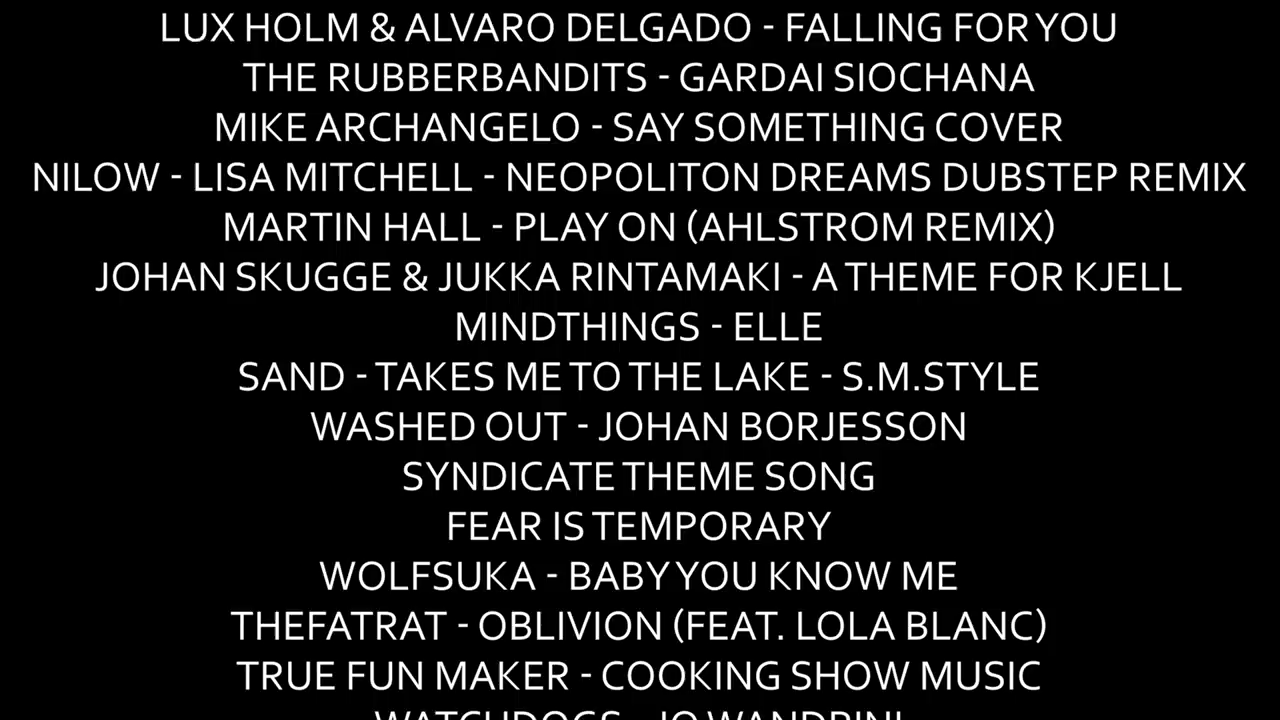 LUX HOLM & ALVARO DELGADO - FALLING FOR YOU
THE RUBBERBANDITS - GARDAI SIOCHANA
MIKE ARCHANGELO - SAY SOMETHING COVER
NILOW - LISA MITCHELL - NEOPOLITON DREAMS DUBSTEP REMIX
MARTIN HALL - PLAY ON (AHLSTROM REMIX)
JOHAN SKUGGE & JUKKA RINTAMAKI - A THEME FOR KJELL
MINDTHINGS - ELLE
SAND - TAKES ME TO THE LAKE - S.M.STYLE
WASHED OUT - JOHAN BORJESSON
SYNDICATE THEME SONG
FEAR IS TEMPORARY
WOLFSUKA - BABY YOU KNOW ME
THEFATRAT - OBLIVION (FEAT. LOLA BLANC)
TRUE FUN MAKER - COOKING SHOW MUSIC
WATCHDOGS - JO WANDRINI